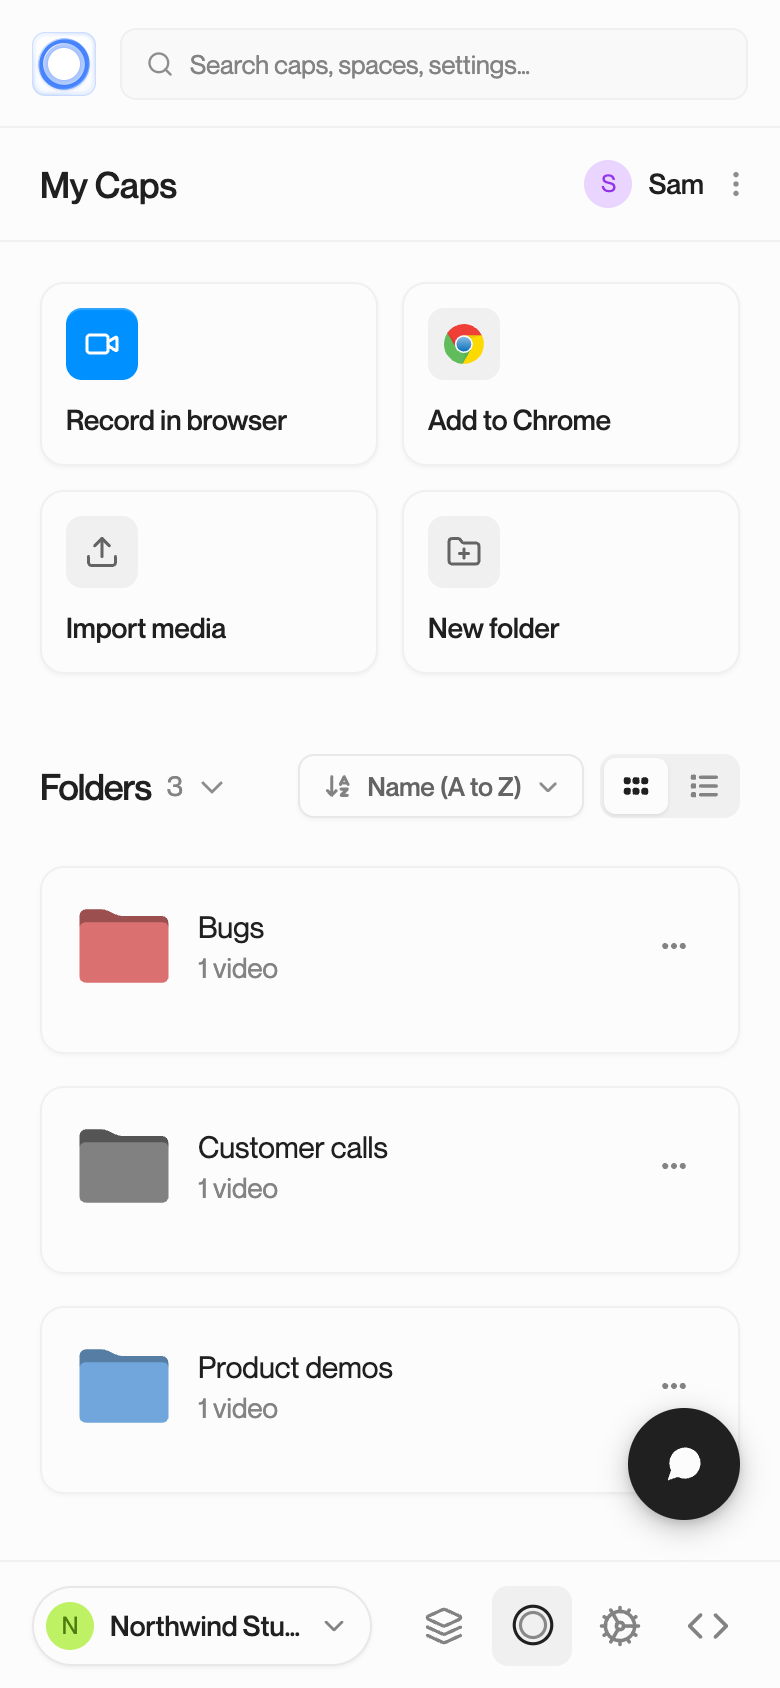 Search caps, spaces, settings...
My Caps
S
Sam
Record in browser
Add to Chrome
Import media
New folder
Folders 3
Name (A to Z)
Bugs
1 video
Customer calls
1 video
Product demos
1 video
N
Northwind Stu...